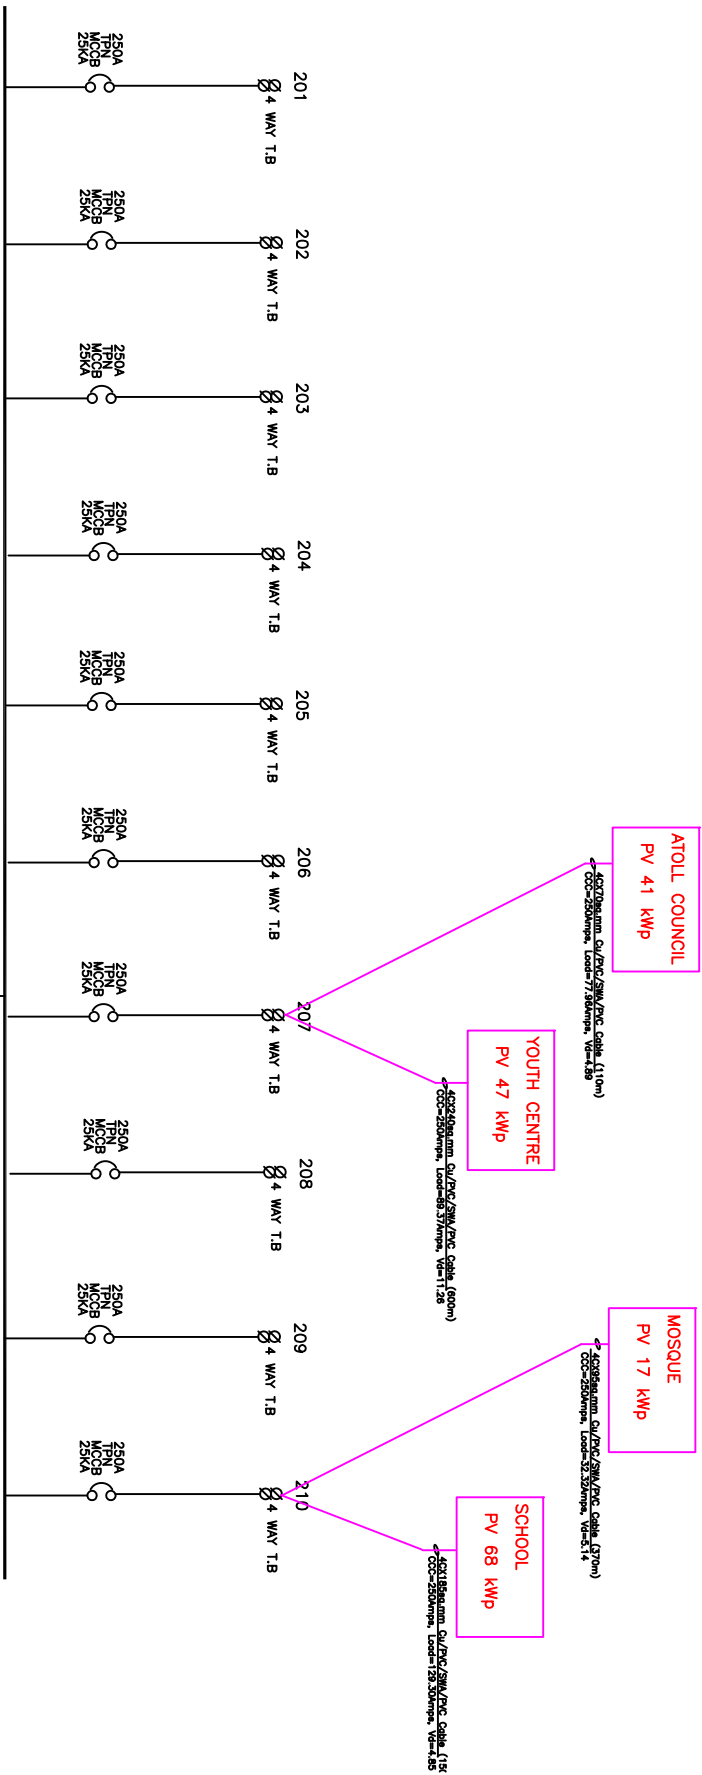 201
250A
TPN
MCCB
25KA
4 WAY T.B
202
250A
TPN
MCCB
25KA
4 WAY T.B
203
250A
TPN
MCCB
25KA
4 WAY T.B
204
250A
TPN
MCCB
25KA
4 WAY T.B
205
250A
TPN
MCCB
25KA
4 WAY T.B
206
250A
TPN
MCCB
25KA
4 WAY T.B
207
250A
TPN
MCCB
25KA
4 WAY T.B
208
250A
TPN
MCCB
25KA
4 WAY T.B
209
250A
TPN
MCCB
25KA
4 WAY T.B
210
250A
TPN
MCCB
25KA
4 WAY T.B
ATOLL COUNCIL
PV 41 kWp
4CX70sq.mm Cu/PVC/SWA/PVC Cable (110m)
CCC=250Amps, Load=77.96Amps, Vd=4.89
YOUTH CENTRE
PV 47 kWp
4CX240sq.mm Cu/PVC/SWA/PVC Cable (600m)
CCC=250Amps, Load=89.37Amps, Vd=11.26
MOSQUE
PV 17 kWp
4CX95sq.mm Cu/PVC/SWA/PVC Cable (370m)
CCC=250Amps, Load=32.32Amps, Vd=5.14
SCHOOL
PV 68 kWp
4CX185sq.mm Cu/PVC/SWA/PVC Cable
CCC=250Amps, Load=129.30Amps, Vd=4.85